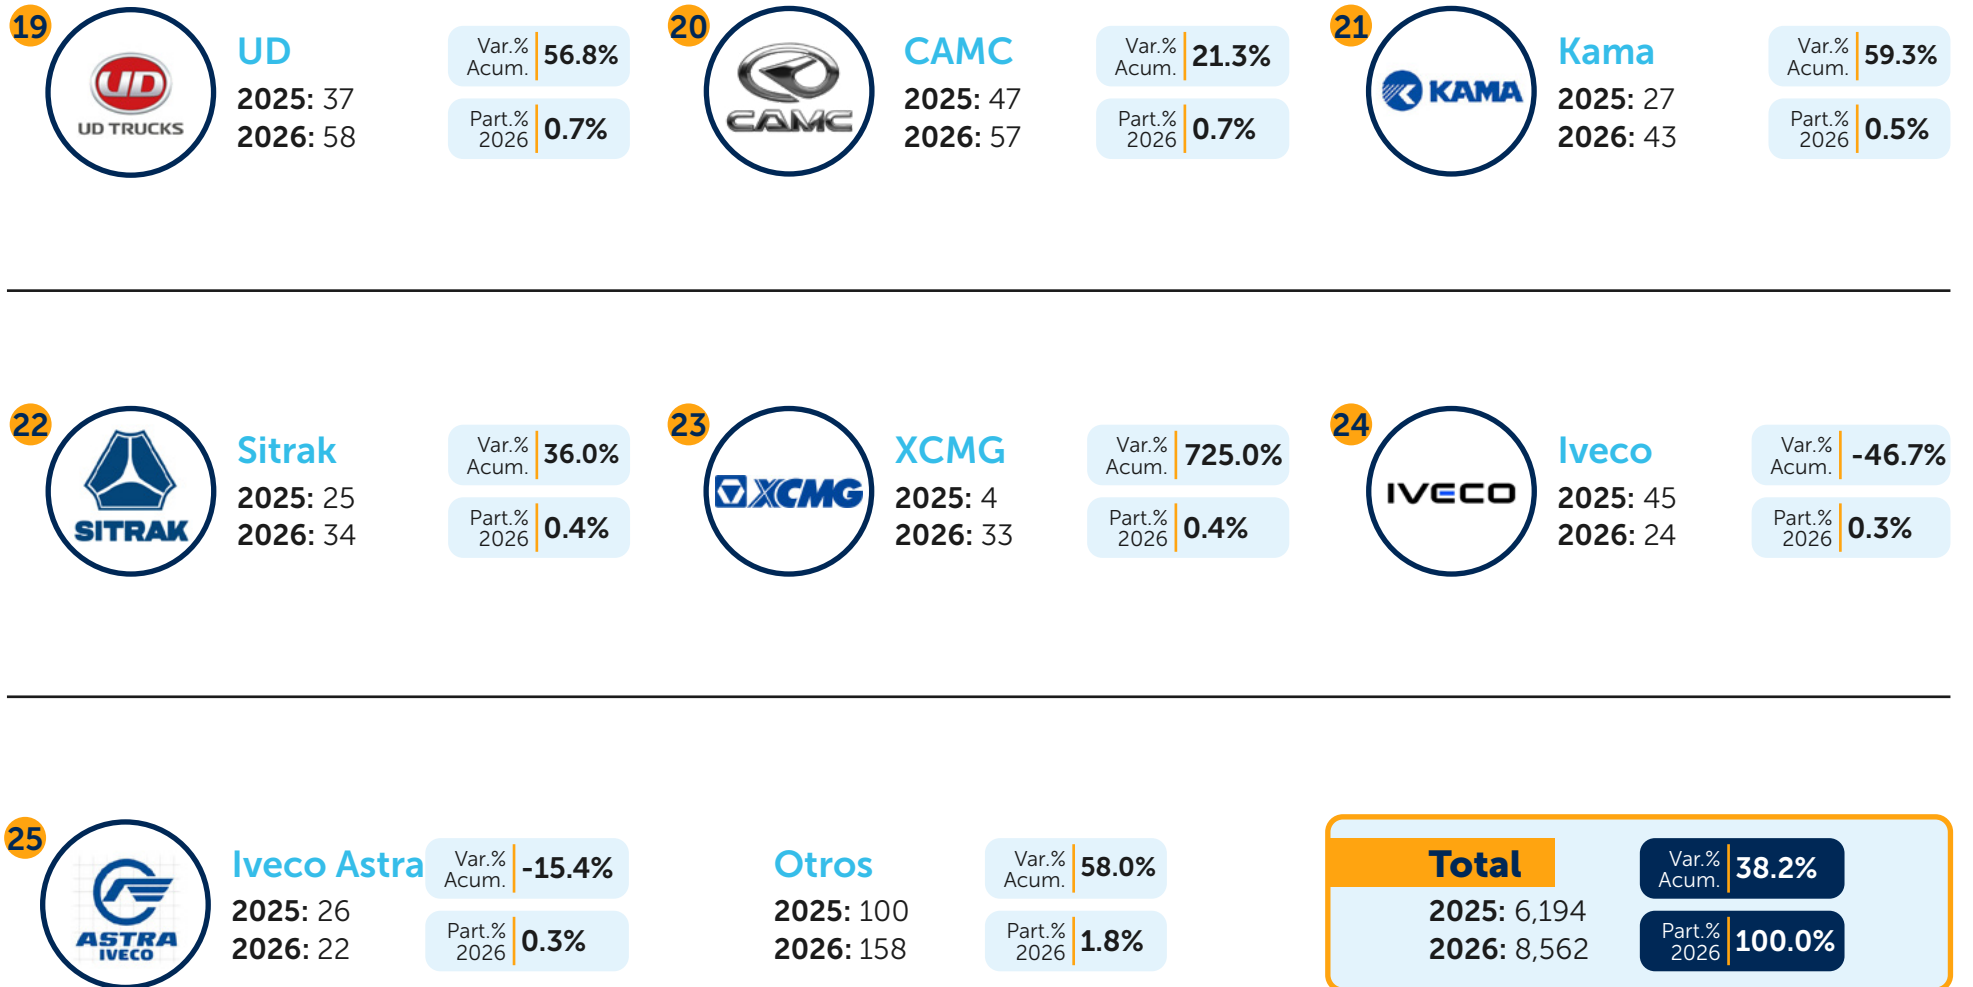 19
UD
UD TRUCKS
UD
2025: 37
2026: 58
Var.%
Acum.
56.8%
Part.%
2026
0.7%
20
CAMC
CAMC
2025: 47
2026: 57
Var.%
Acum.
21.3%
Part.%
2026
0.7%
21
KAMA
Kama
2025: 27
2026: 43
Var.%
Acum.
59.3%
Part.%
2026
0.5%
22
SITRAK
Sitrak
2025: 25
2026: 34
Var.%
Acum.
36.0%
Part.%
2026
0.4%
23
XCMG
XCMG
2025: 4
2026: 33
Var.%
Acum.
725.0%
Part.%
2026
0.4%
24
IVECO
Iveco
2025: 45
2026: 24
Var.%
Acum.
-46.7%
Part.%
2026
0.3%
25
ASTRA
IVECO
Iveco Astra
2025: 26
2026: 22
Var.%
Acum.
-15.4%
Part.%
2026
0.3%
Otros
2025: 100
2026: 158
Var.%
Acum.
58.0%
Part.%
2026
1.8%
Total
2025: 6,194
2026: 8,562
Var.%
Acum.
38.2%
Part.%
2026
100.0%